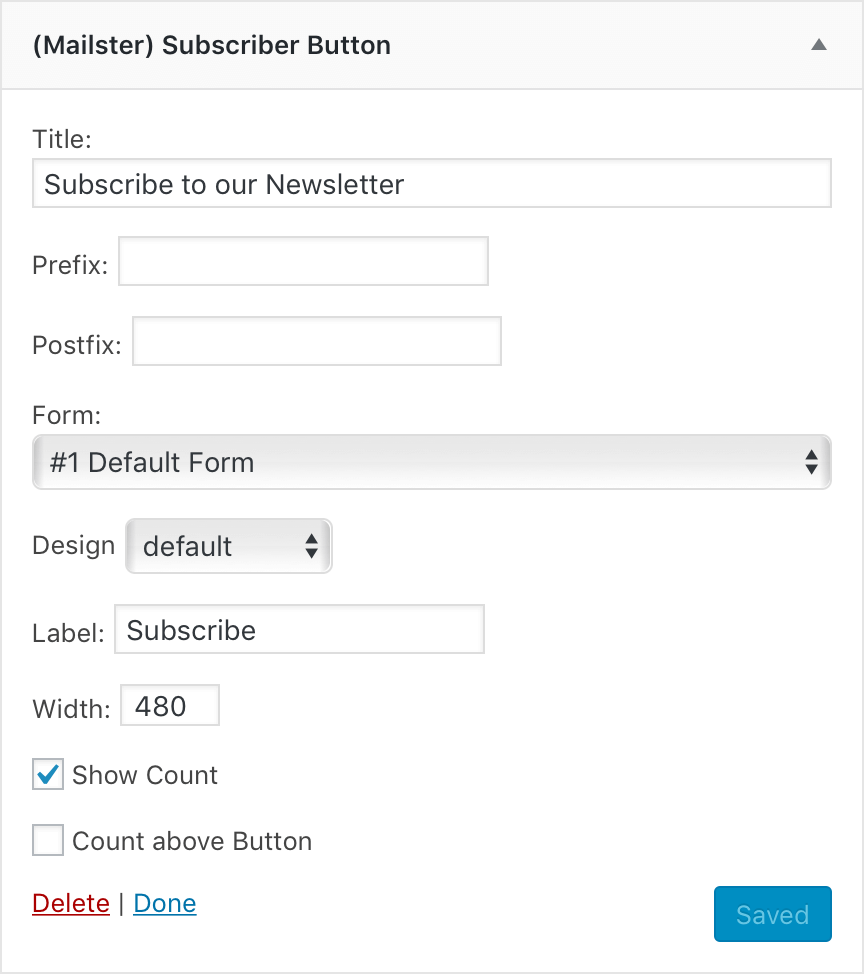 (Mailster) Subscriber Button
Title:
Subscribe to our Newsletter
Prefix:
Postfix:
Form:
#1 Default Form
Design default
Label: Subscribe
Width: 480
Show Count
Count above Button
Delete | Done Saved